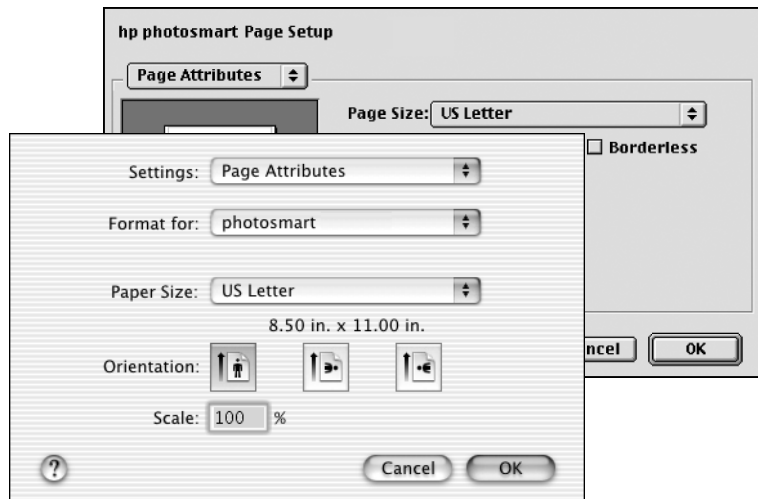 hp photosmart Page Setup
Page Attributes
Page Size: US Letter
Borderless
Settings: Page Attributes
Format for: photosmart
Paper Size: US Letter
8.50 in. x 11.00 in.
Orientation:
Scale: 100 %
? Cancel OK
ncel OK